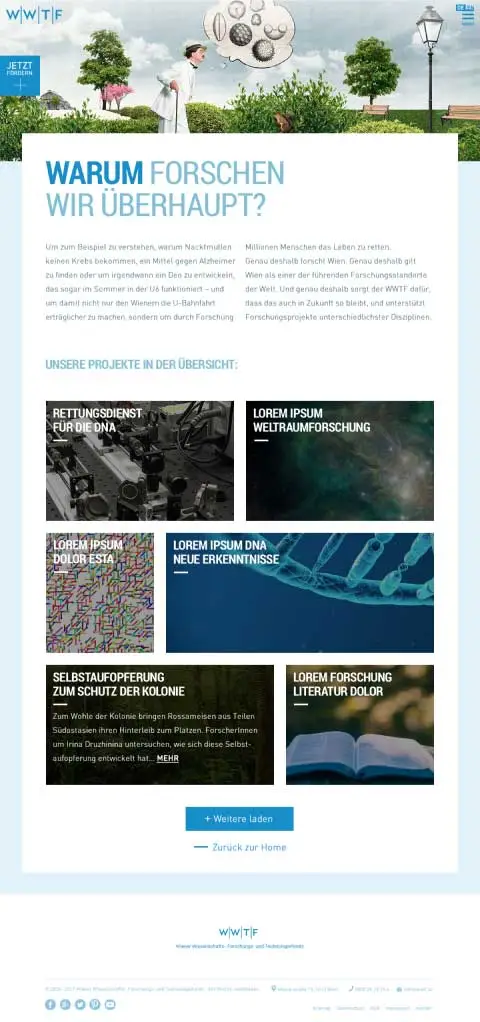 W|W|T|F
DE EN
JETZT
FÖRDERN
WARUM FORSCHEN
WIR ÜBERHAUPT?
Um zum Beispiel zu verstehen, warum Nacktmullen
keinen Krebs bekommen, ein Mittel gegen Alzheimer
zu finden oder um irgendwann ein Deo zu entwickeln,
das sogar im Sommer in der U6 funktioniert – und
um damit nicht nur den Wienern die U-Bahnfahrt
erträglicher zu machen, sondern um durch Forschung
Millionen Menschen das Leben zu retten.
Genau deshalb forscht Wien. Genau deshalb gilt
Wien als einer der führenden Forschungsstandorte
der Welt. Und genau deshalb sorgt der WWTF dafür,
dass das auch in Zukunft so bleibt, und unterstützt
Forschungsprojekte unterschiedlichster Disziplinen.
UNSERE PROJEKTE IN DER ÜBERSICHT:
RETTUNGSDIENST
FÜR DIE DNA
LOREM IPSUM
WELTRAUMFORSCHUNG
LOREM IPSUM
DOLOR ESTA
LOREM IPSUM DNA
NEUE ERKENNTNISSE
SELBSTAUFOPFERUNG
ZUM SCHUTZ DER KOLONIE
Zum Wohle der Kolonie bringen Rossameisen aus Teilen
Südostasien ihren Hinterleib zum Platzen. ForscherInnen
um Irina Druzhinina untersuchen, wie sich diese Selbst-
aufopferung entwickelt hat... MEHR
LOREM FORSCHUNG
LITERATUR DOLOR
+ Weitere laden
Zurück zur Home
W|W|T|F
Wiener Wissenschafts-, Forschungs- und Technologiefonds
Sitemap Datenschutz AGB Impressum Kontakt